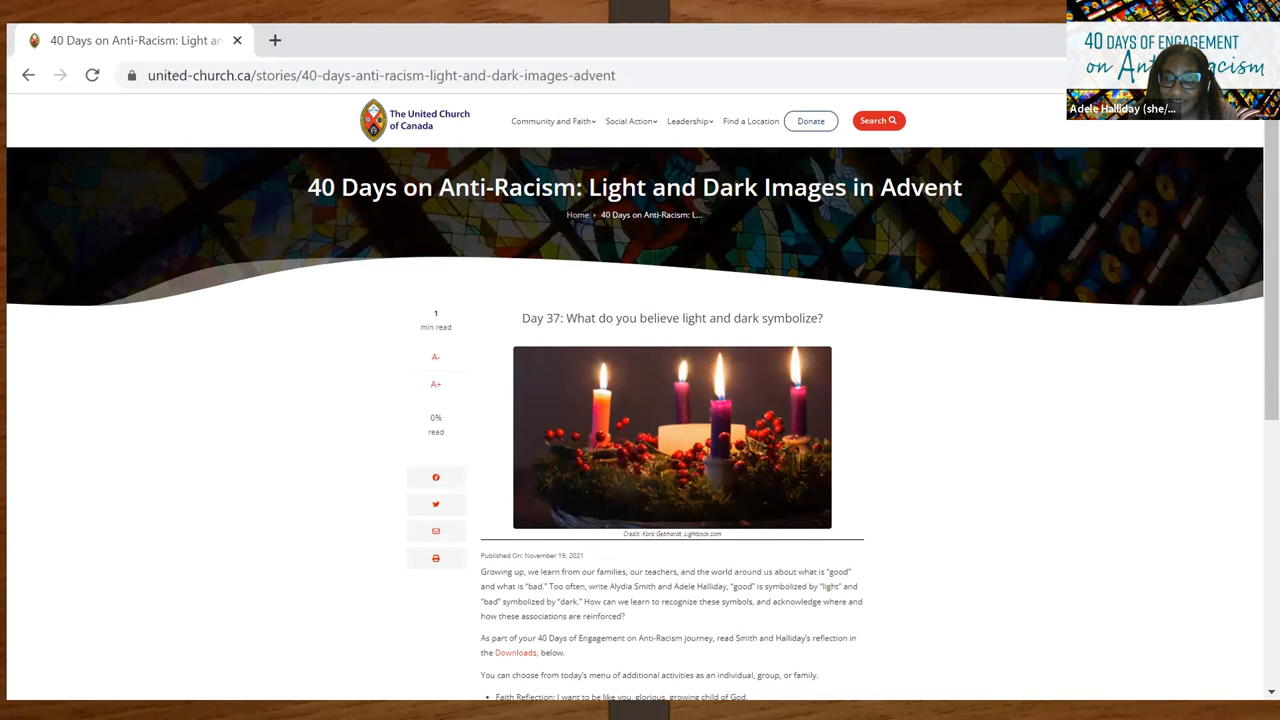 40 Days on Anti-Racism: Light an
united-church.ca/stories/40-days-anti-racism-light-and-dark-images-advent
40 DAYS OF ENGAGEMENT
on Anti-Racism
Adele Halliday (she/...
The United Church
of Canada
Community and Faith
Social Action
Leadership
Find a Location
Donate
Search
40 Days on Anti-Racism: Light and Dark Images in Advent
Home › 40 Days on Anti-Racism: L...
1
min read
A-
A+
0%
read
Day 37: What do you believe light and dark symbolize?
Credit: Kara Gebhardt, Lightstock.com
Published On: November 19, 2021
Growing up, we learn from our families, our teachers, and the world around us about what is "good"
and what is "bad." Too often, write Alydia Smith and Adele Halliday, "good" is symbolized by "light" and
"bad" symbolized by "dark." How can we learn to recognize these symbols, and acknowledge where and
how these associations are reinforced?
As part of your 40 Days of Engagement on Anti-Racism journey, read Smith and Halliday's reflection in
the Downloads, below.
You can choose from today's menu of additional activities as an individual, group, or family.
• Faith Reflection: I want to be like you, glorious, growing child of God.